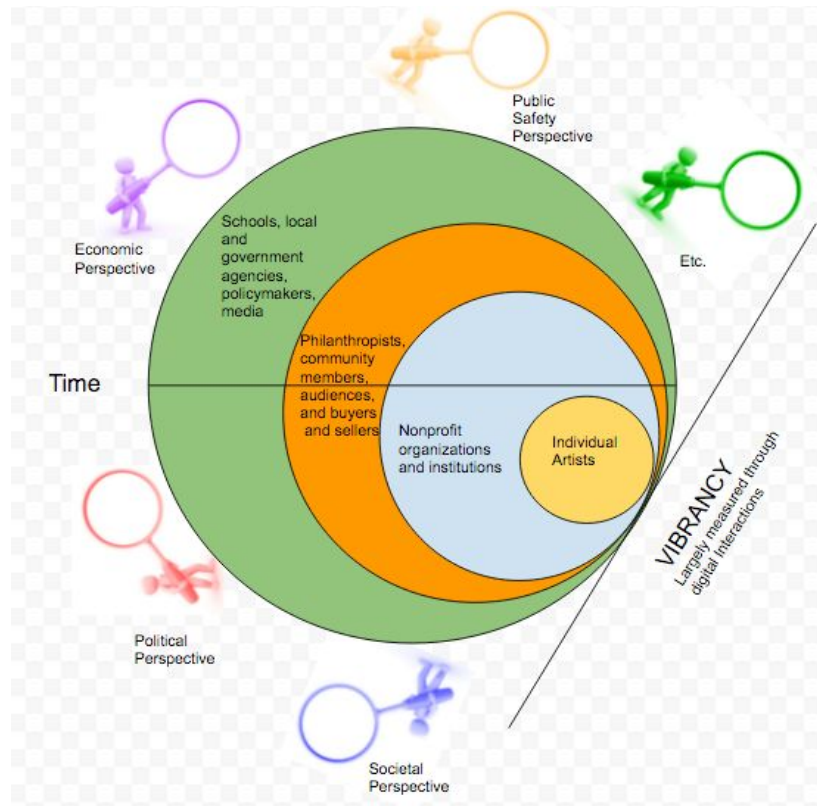 Public
Safety
Perspective
Economic
Perspective
Etc.
Schools, local
and
government
agencies,
policymakers,
media
Philanthropists,
community
members,
audiences,
and buyers
and sellers
Time
Nonprofit
organizations
and institutions
Individual
Artists
VIBRANCY
Largely measured through
digital Interactions
Political
Perspective
Societal
Perspective